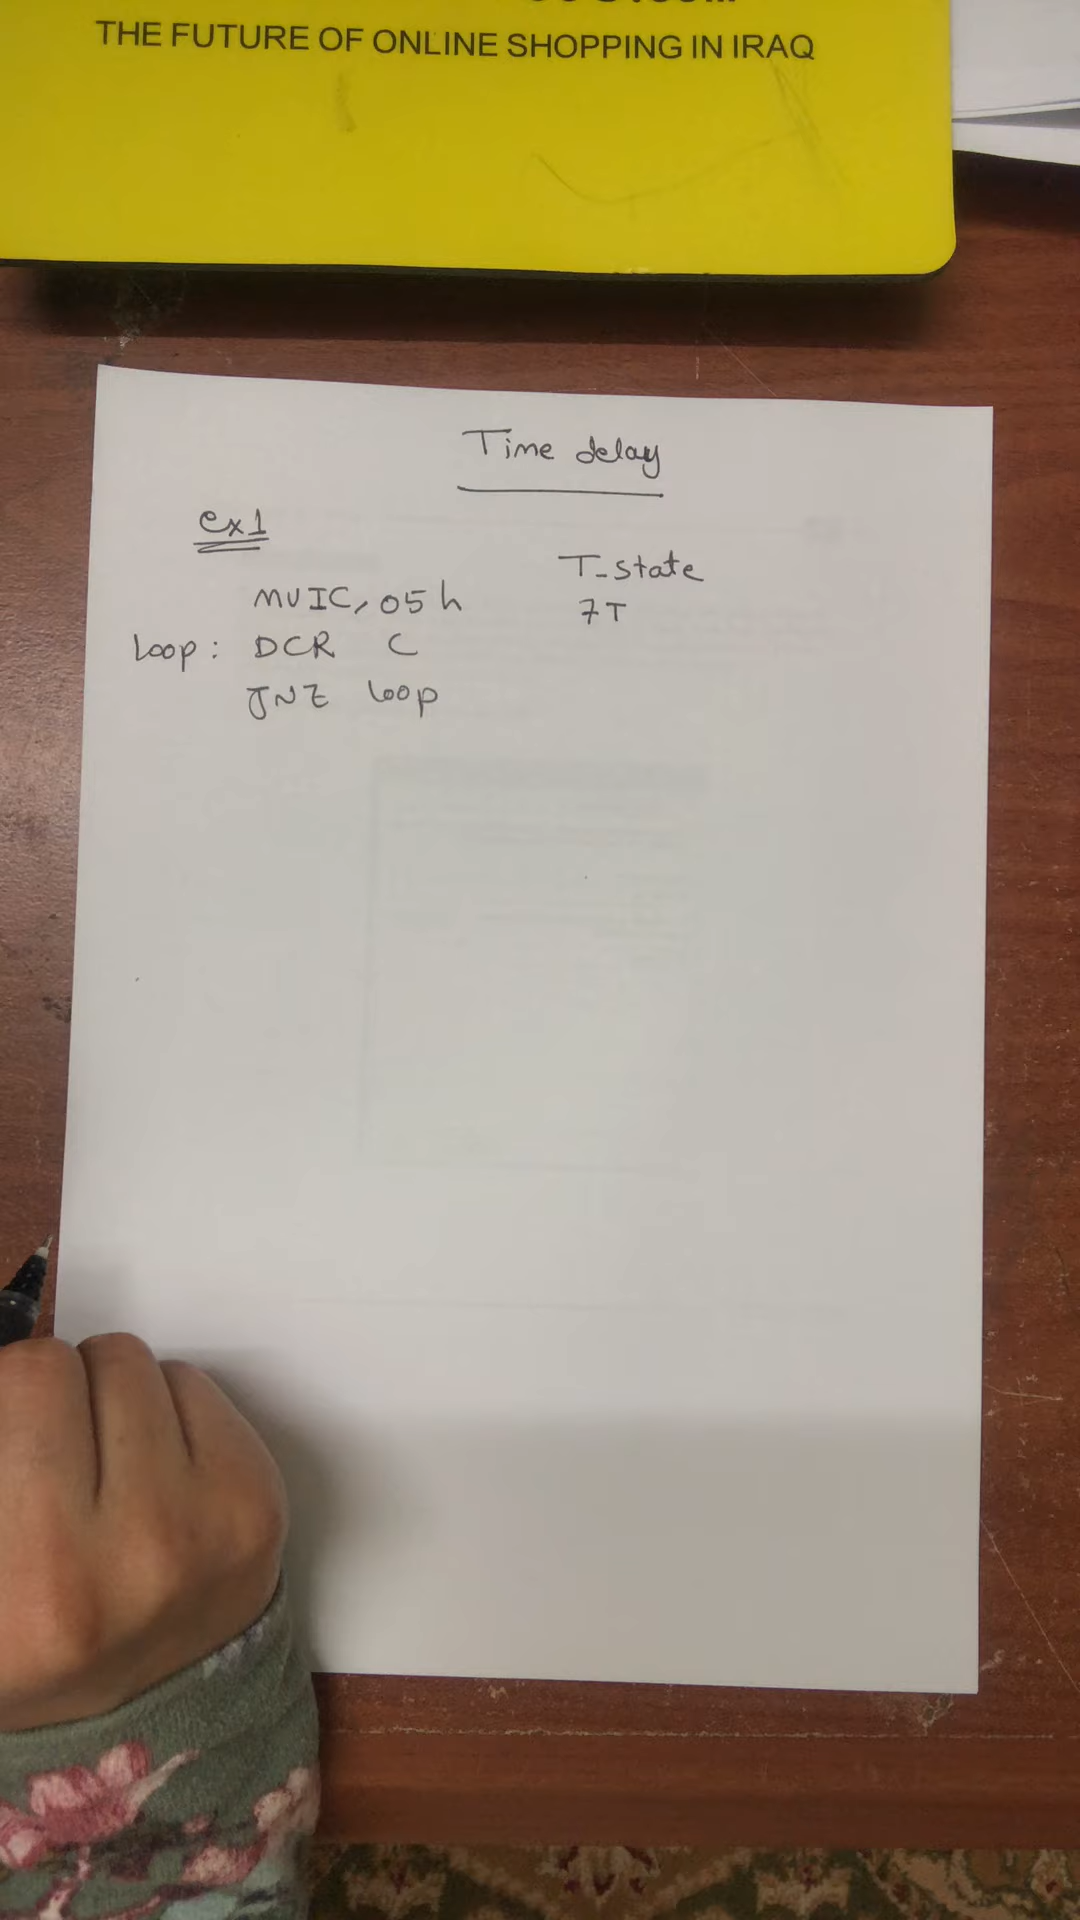 THE FUTURE OF ONLINE SHOPPING IN IRAQ
Time delay
ex1
T-state
MVIC, 05h 7T
Loop: DCR C
JNZ loop